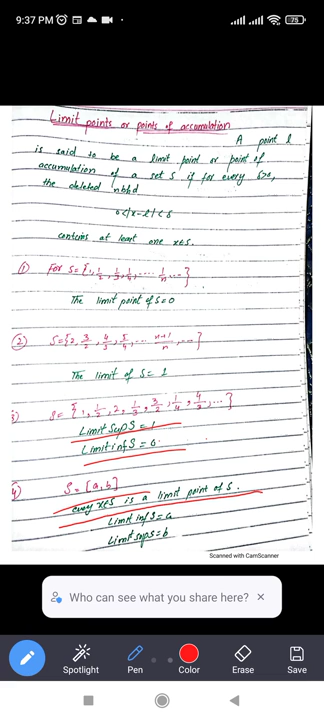 9:37 PM
75
Limit points or points of accumulation
A point l
is said to be a limit point or point of
accumulation of a set S if for every δ>0,
the deleted nbhd
0<|x-l|<δ
contains at least one x∈S.
① For S={1,1/2,1/3,1/4,.... 1/n,...}
The limit point of S=0
② S={2,3/2,4/3,5/4,... n+1/n,...}
The limit of S= 1
3) S= {1,1/2,2,1/3,3/2,1/4,4/3,...}
Limit Sup S = 1
Limit inf S = 0
4) S=[a,b]
every x∈S is a limit point of S.
Limit inf S=a
Limit sup S=b
Scanned with CamScanner
Who can see what you share here? ×
Spotlight
Pen
Color
Erase
Save